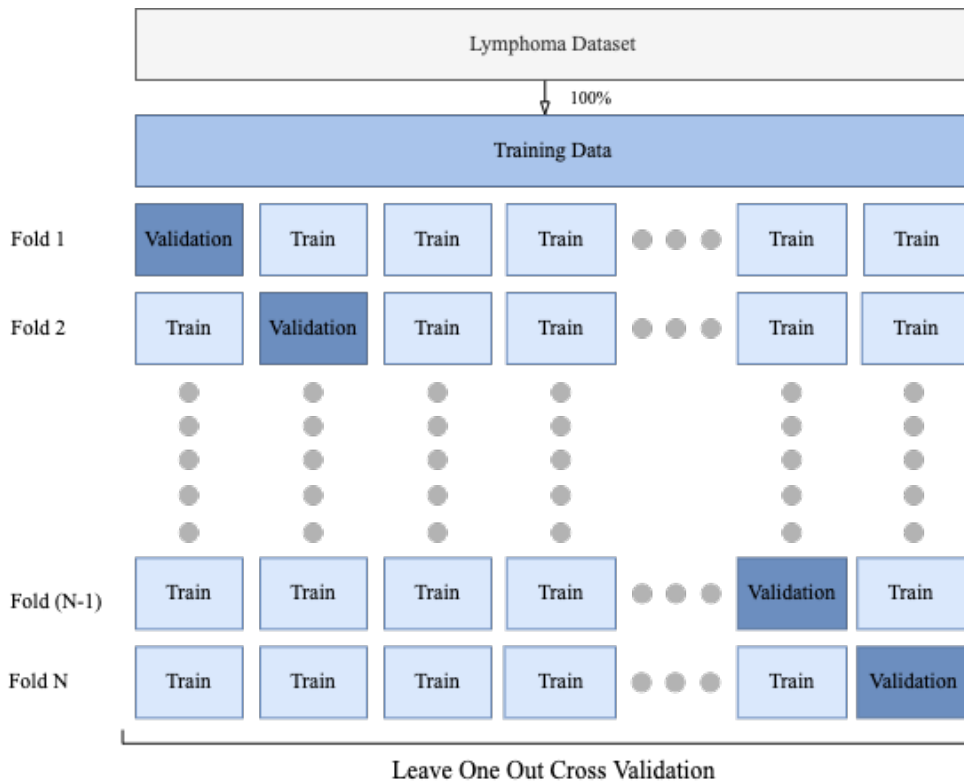 Lymphoma Dataset
100%
Training Data
Fold 1 Validation Train Train Train Train Train
Fold 2 Train Validation Train Train Train Train
Fold (N-1) Train Train Train Train Validation Train
Fold N Train Train Train Train Train Validation
Leave One Out Cross Validation